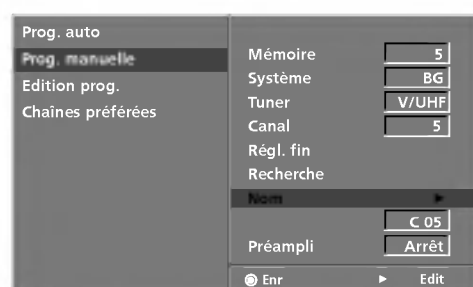 Prog. auto
Prog. manuelle
Edition prog.
Chaînes préférées
Mémoire 5
Système BG
Tuner V/UHF
Canal 5
Régl. fin
Recherche
Nom ►
C 05
Préampli Arrêt
Enr ► Edit